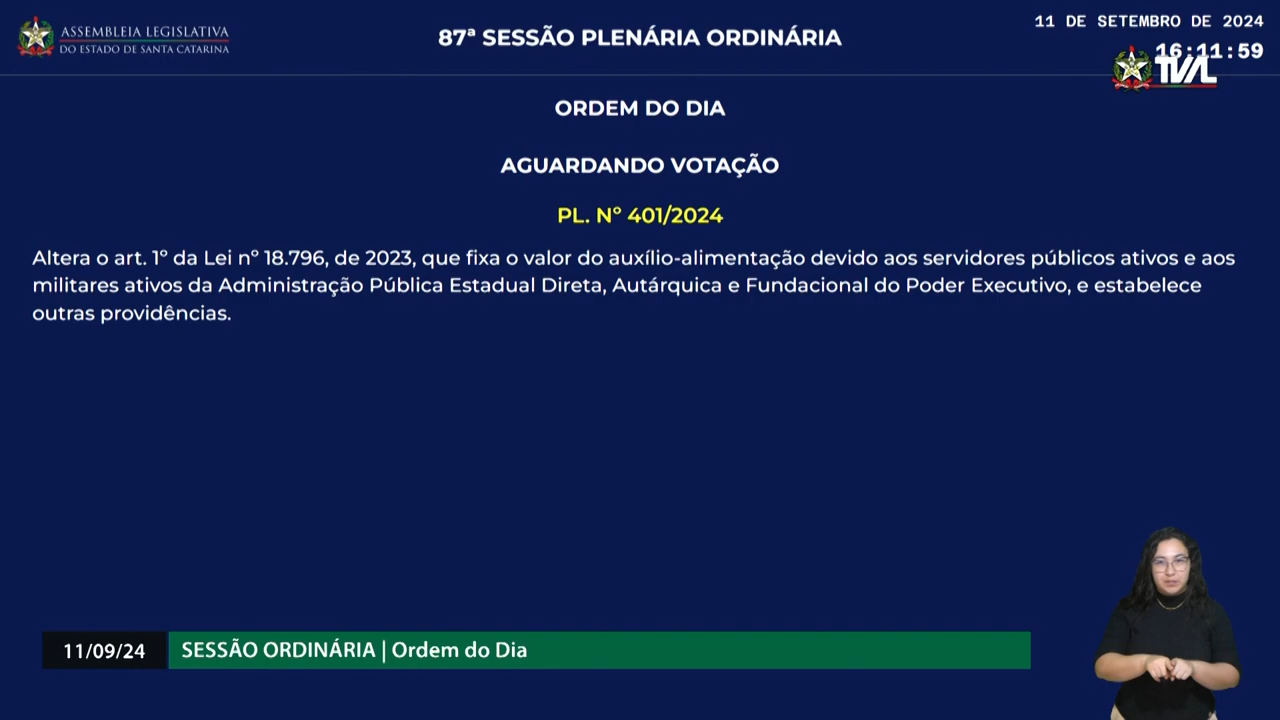 ASSEMBLEIA LEGISLATIVA
DO ESTADO DE SANTA CATARINA
87ª SESSÃO PLENÁRIA ORDINÁRIA
11 DE SETEMBRO DE 2024
16:11:59
TVAL
ORDEM DO DIA
AGUARDANDO VOTAÇÃO
PL. Nº 401/2024
Altera o art. 1º da Lei nº 18.796, de 2023, que fixa o valor do auxílio-alimentação devido aos servidores públicos ativos e aos
militares ativos da Administração Pública Estadual Direta, Autárquica e Fundacional do Poder Executivo, e estabelece
outras providências.
11/09/24
SESSÃO ORDINÁRIA | Ordem do Dia